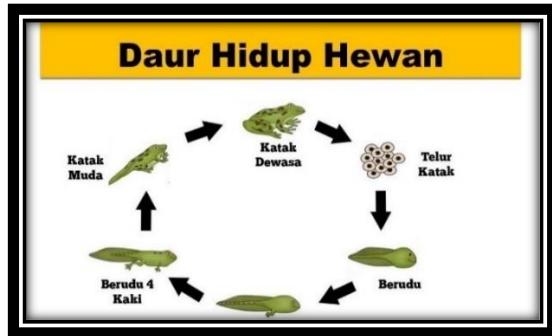 Daur Hidup Hewan
Katak
Dewasa
Telur
Katak
Berudu
Berudu 4
Kaki
Katak
Muda